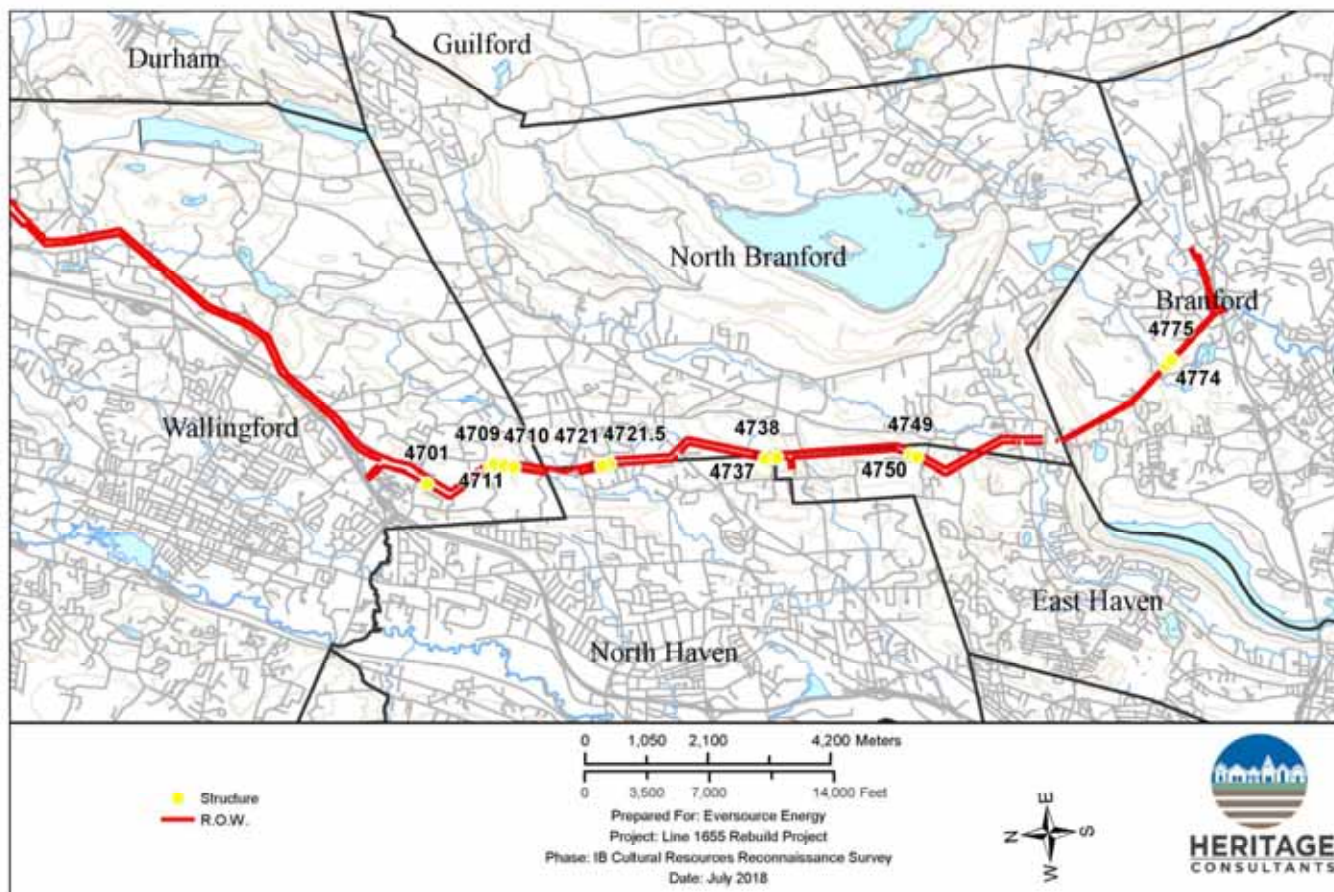 Durham
Guilford
North Branford
Branford
4775
4774
Wallingford
4701
4709 4710 4721 4721.5
4711
4738
4737
4749
4750
East Haven
North Haven
0 1,050 2,100 4,200 Meters
0 3,500 7,000 14,000 Feet
Structure
R.O.W.
Prepared For: Eversource Energy
Project: Line 1655 Rebuild Project
Phase: IB Cultural Resources Reconnaissance Survey
Date: July 2018
N E S W
HERITAGE
CONSULTANTS